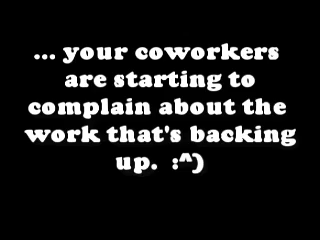 ... your coworkers
are starting to
complain about the
work that's backing
up.  :^)